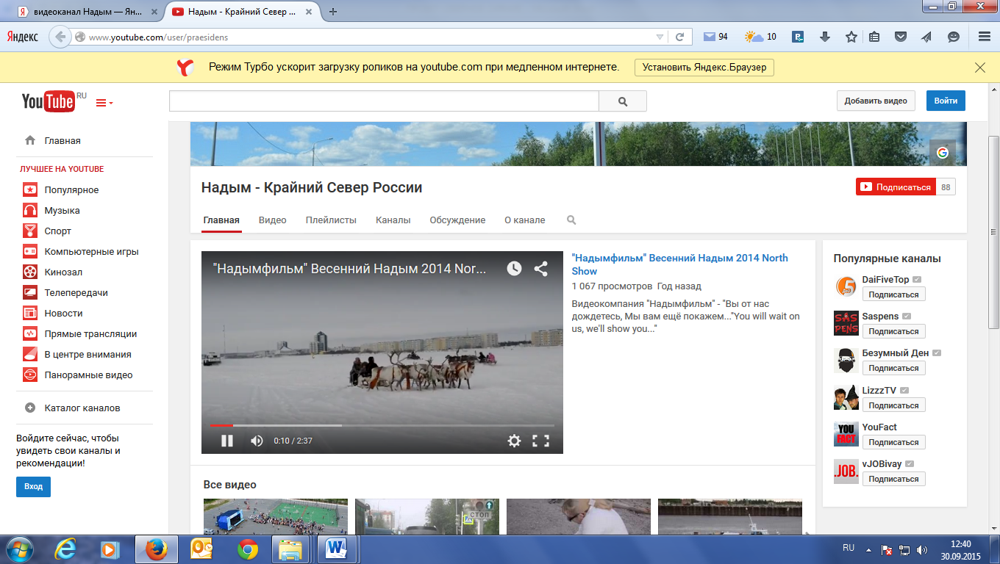 видеоканал Надым — Ян...
Надым - Крайний Север ...
Яндекс
www.youtube.com/user/praesidens
94
10
Режим Турбо ускорит загрузку роликов на youtube.com при медленном интернете.
Установить Яндекс.Браузер
YouTube RU
Добавить видео
Войти
Главная
ЛУЧШЕЕ НА YOUTUBE
Популярное
Музыка
Спорт
Компьютерные игры
Кинозал
Телепередачи
Новости
Прямые трансляции
В центре внимания
Панорамные видео
Каталог каналов
Войдите сейчас, чтобы
увидеть свои каналы и
рекомендации!
Вход
Надым - Крайний Север России
Подписаться 88
Главная Видео Плейлисты Каналы Обсуждение О канале
"Надымфильм" Весенний Надым 2014 Nor...
0:10 / 2:37
"Надымфильм" Весенний Надым 2014 North
Show
1 067 просмотров Год назад
Видеокомпания "Надымфильм" - "Вы от нас
дождетесь, Мы вам ещё покажем..."You will wait on
us, we'll show you..."
Все видео
СТОП
Популярные каналы
DaiFiveTop
Подписаться
SAS
PENS
Saspens
Подписаться
Безумный Ден
Подписаться
LizzzTV
Подписаться
YOU
FACT
YouFact
Подписаться
.JOB.
vJOBivay
Подписаться
RU
12:40
30.09.2015